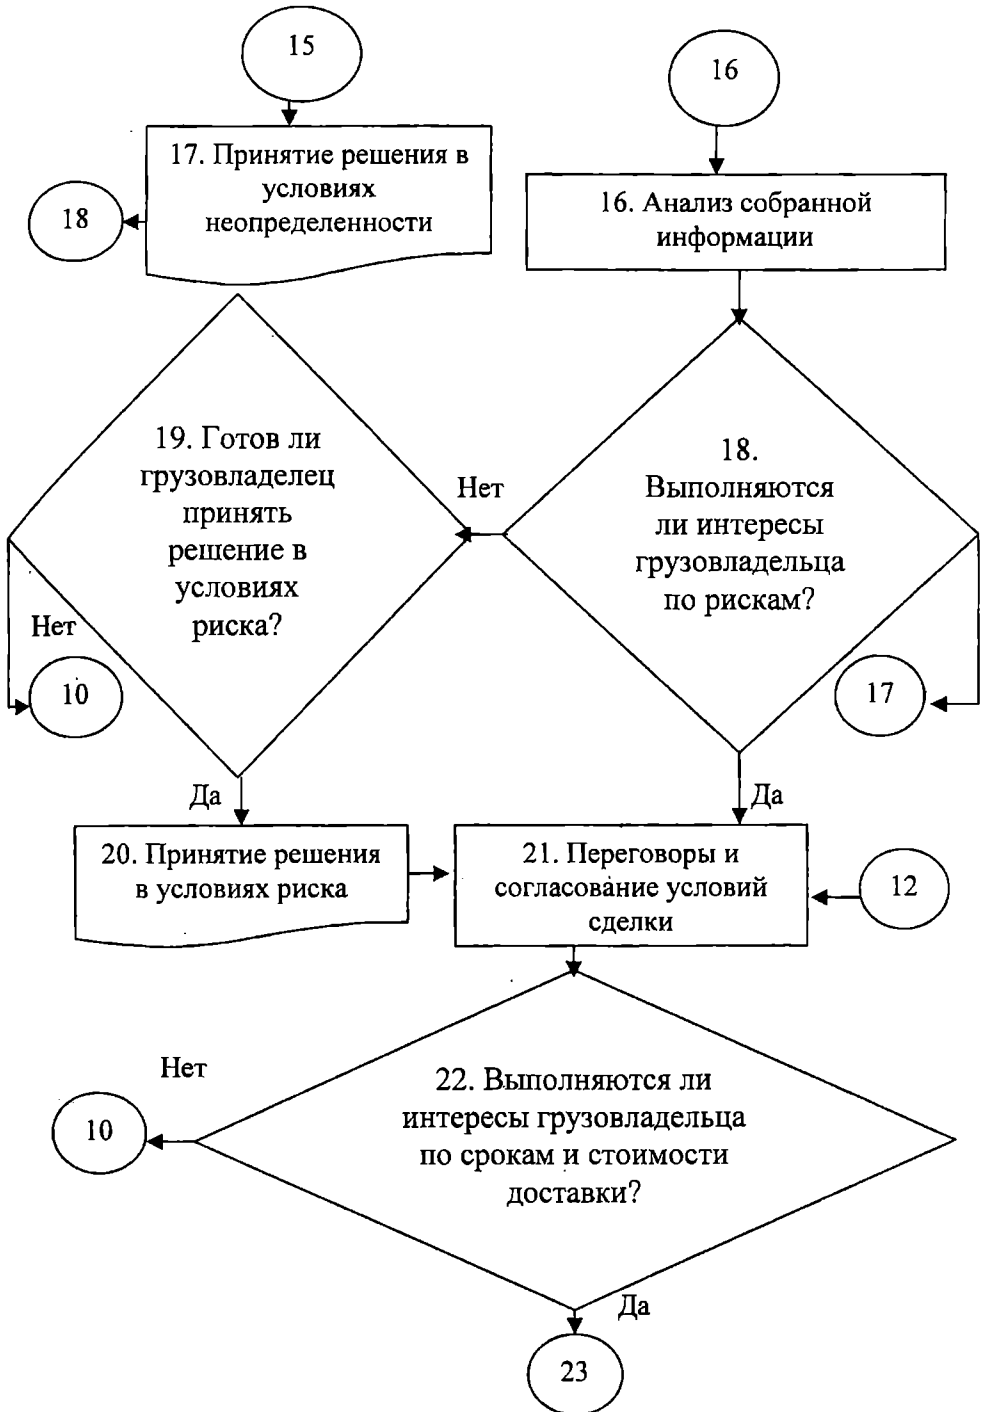 15
16
17. Принятие решения в
условиях
неопределенности
18
16. Анализ собранной
информации
19. Готов ли
грузовладелец
принять
решение в
условиях
риска?
Нет
18.
Выполняются
ли интересы
грузовладельца
по рискам?
Нет
10
17
Да
Да
20. Принятие решения
в условиях риска
21. Переговоры и
согласование условий
сделки
12
Нет
22. Выполняются ли
интересы грузовладельца
по срокам и стоимости
доставки?
10
Да
23